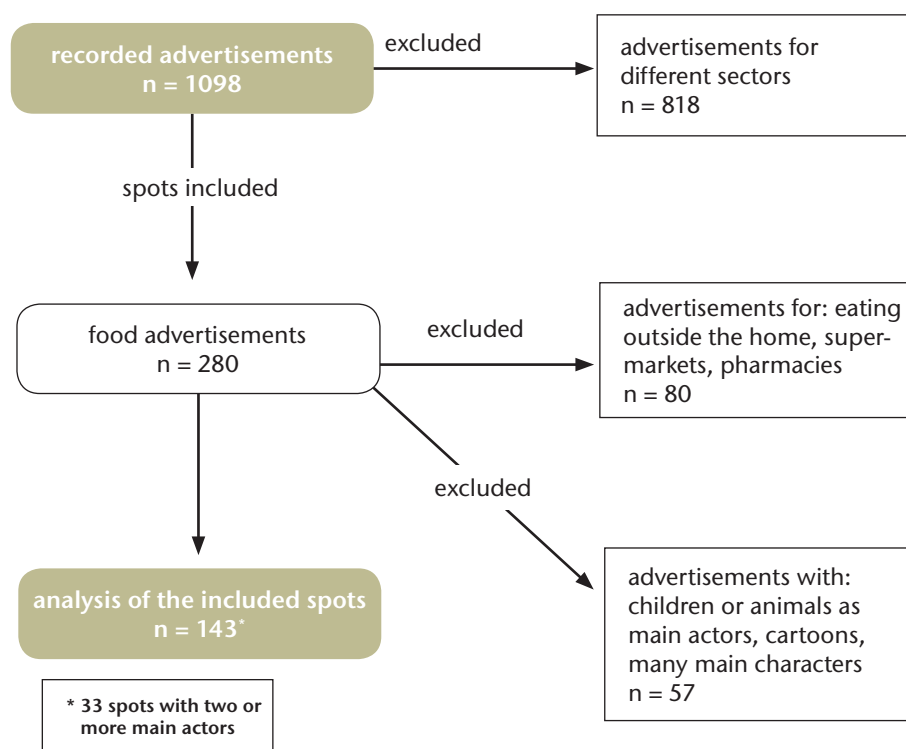 recorded advertisements
n = 1098
excluded
advertisements for
different sectors
n = 818
spots included
food advertisements
n = 280
excluded
advertisements for: eating
outside the home, super-
markets, pharmacies
n = 80
excluded
advertisements with:
children or animals as
main actors, cartoons,
many main characters
n = 57
analysis of the included spots
n = 143*
* 33 spots with two or
more main actors